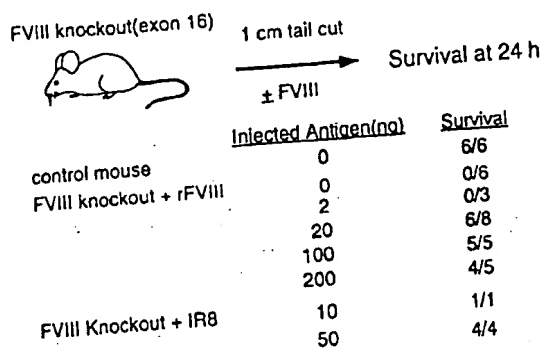 FVIII knockout(exon 16)
1 cm tail cut
± FVIII
Survival at 24 h
Injected Antigen(ng) Survival
control mouse 0 6/6
FVIII knockout + rFVIII 0 0/6
2 0/3
20 6/8
100 5/5
200 4/5
FVIII Knockout + IR8 10 1/1
50 4/4